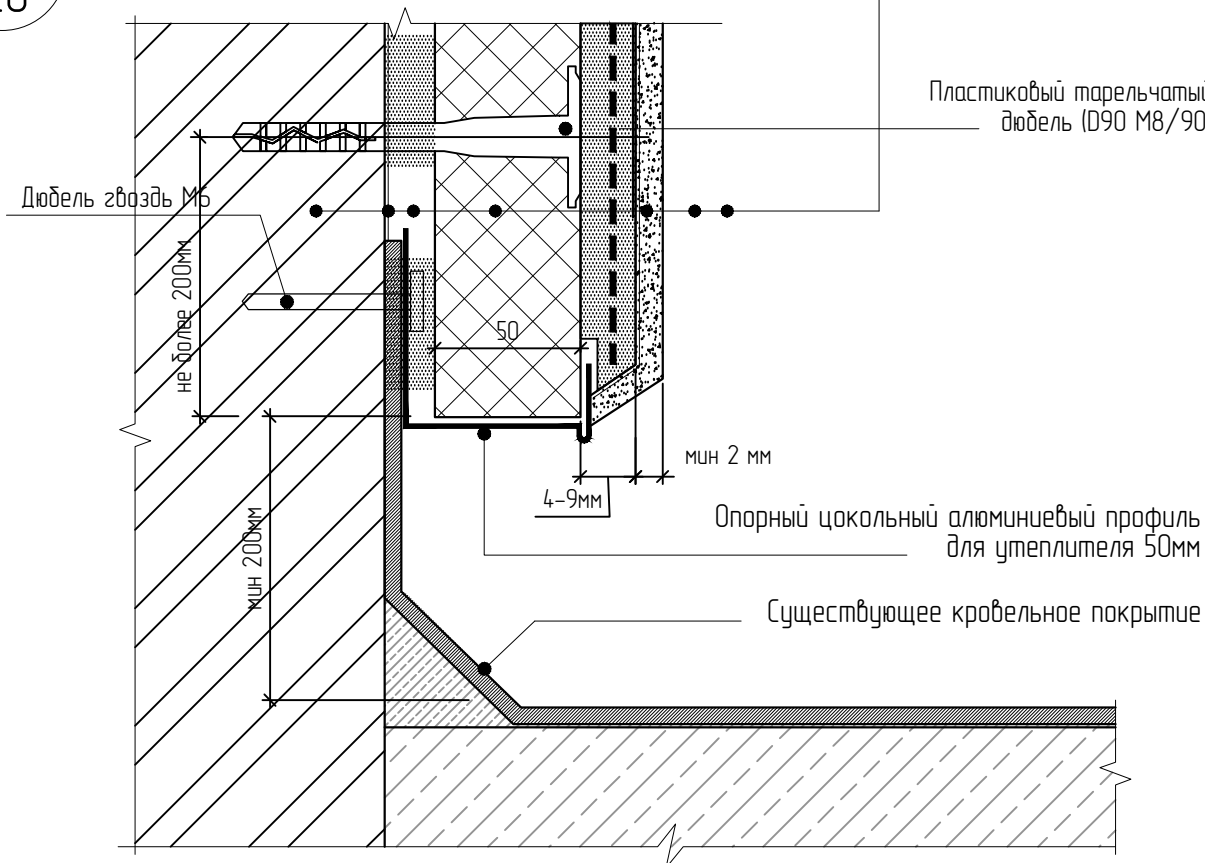 Пластиковый тарельчатый
дюбель (D90 М8/90
Дюбель гвоздь М6
не более 200мм
50
мин 2 мм
4-9мм
Опорный цокольный алюминиевый профиль
для утеплителя 50мм
мин 200мм
Существующее кровельное покрытие